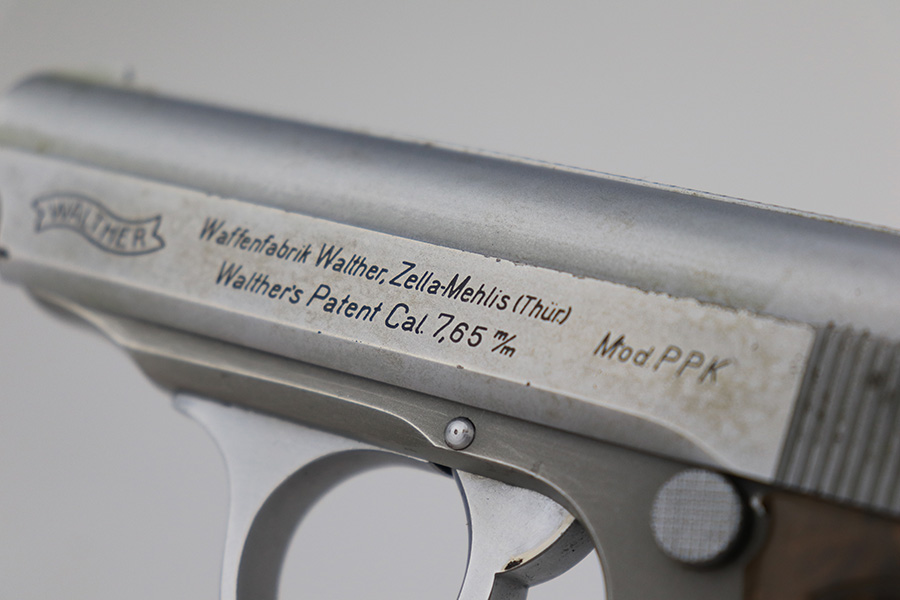 WALTHER
Waffenfabrik Walther, Zella-Mehlis (Thür.)
Walther's Patent Cal. 7,65 m/m
Mod. PPK